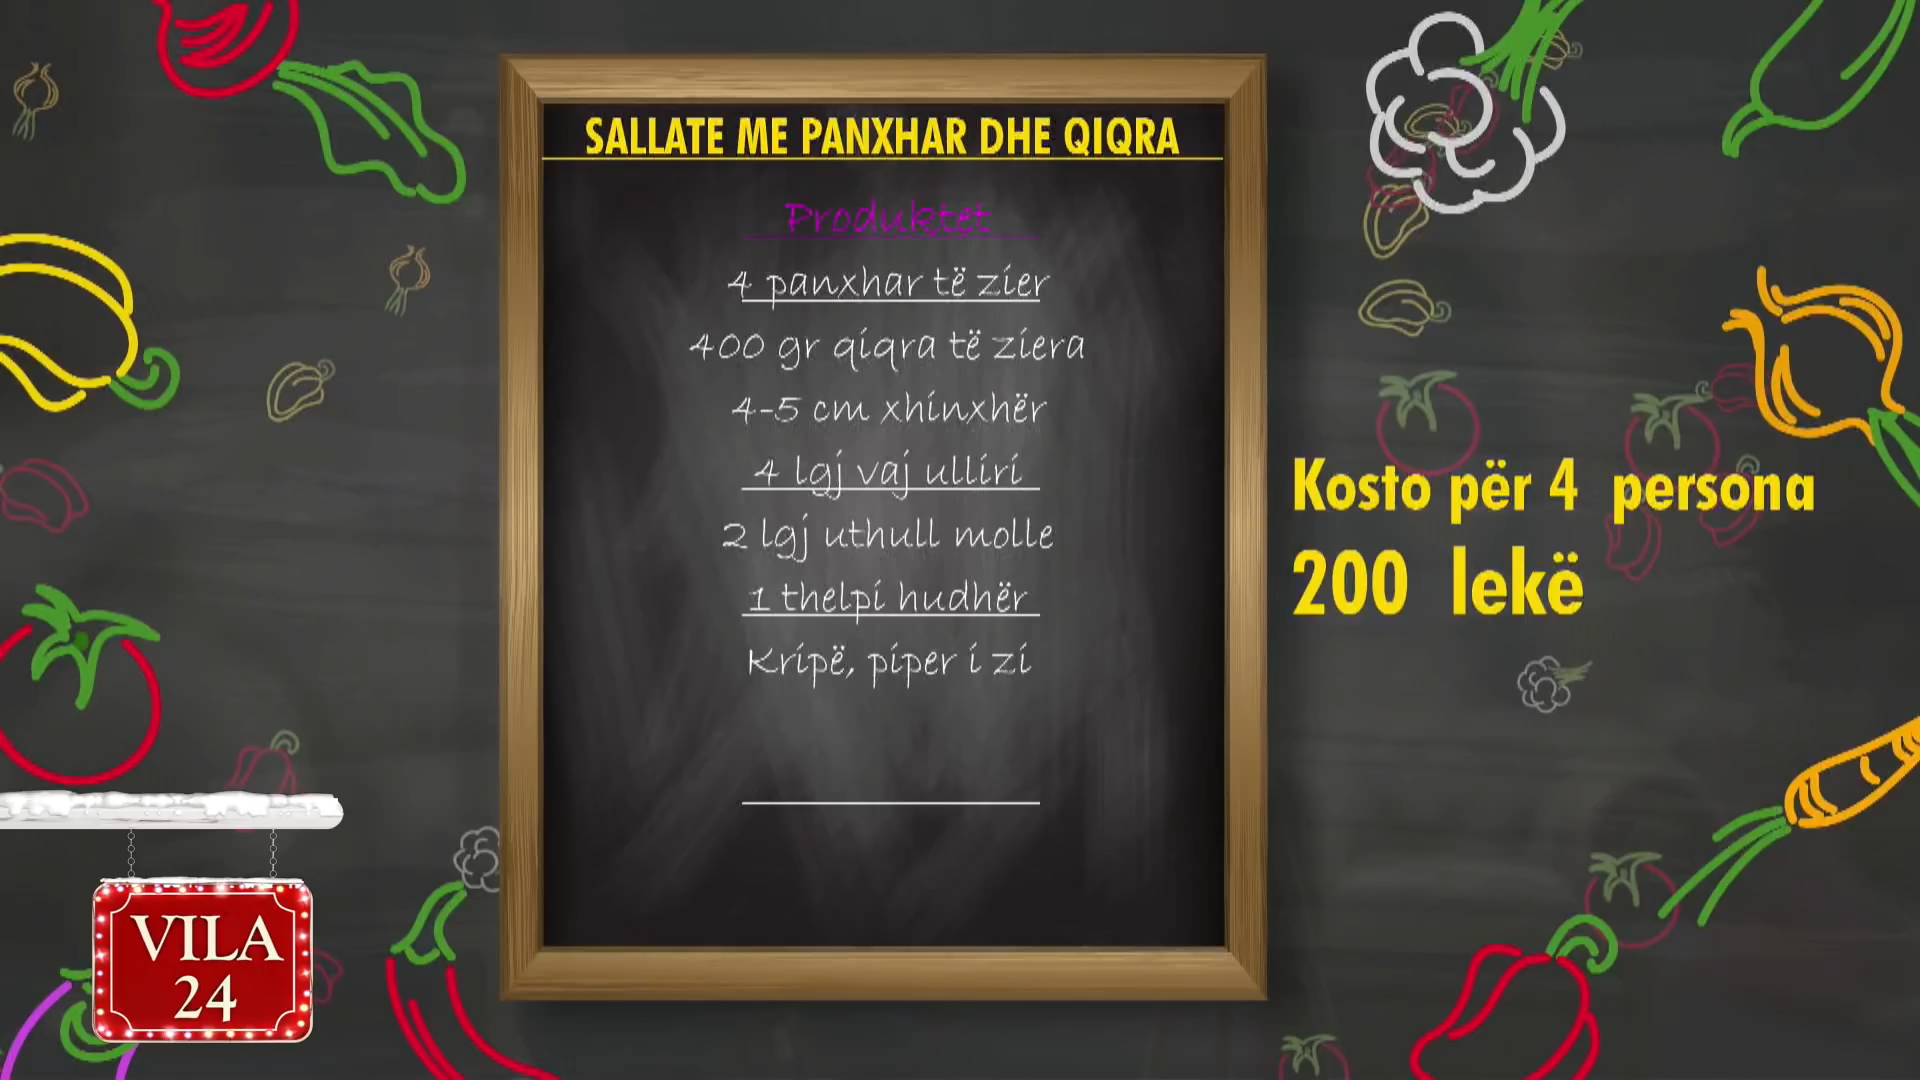 SALLATE ME PANXHAR DHE QIQRA
Produktet
4 panxhar të zier
400 gr qiqra të ziera
4-5 cm xhinxhër
4 lgj vaj ulliri
2 lgj uthull molle
1 thelpi hudhër
Kripë, piper i zi
Kosto për 4 persona
200 lekë
VILA
24